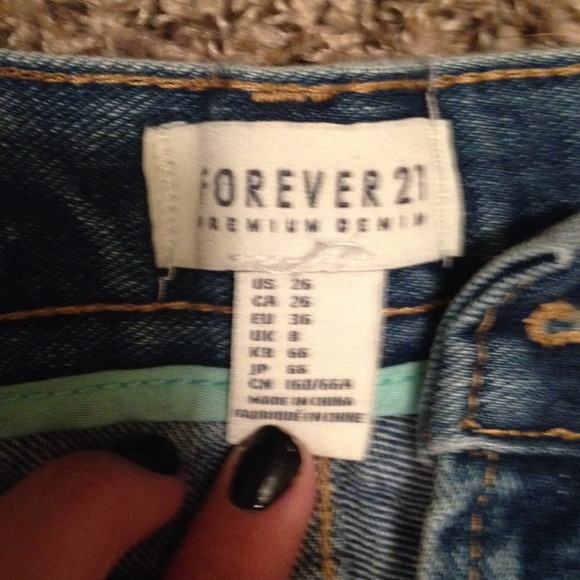 FOREVER 21
PREMIUM DENIM
US 26
CA 26
EU 36
UK 8
KR 66
JP 66
CN 160/66A
MADE IN CHINA
FABRIQUÉ EN CHINE